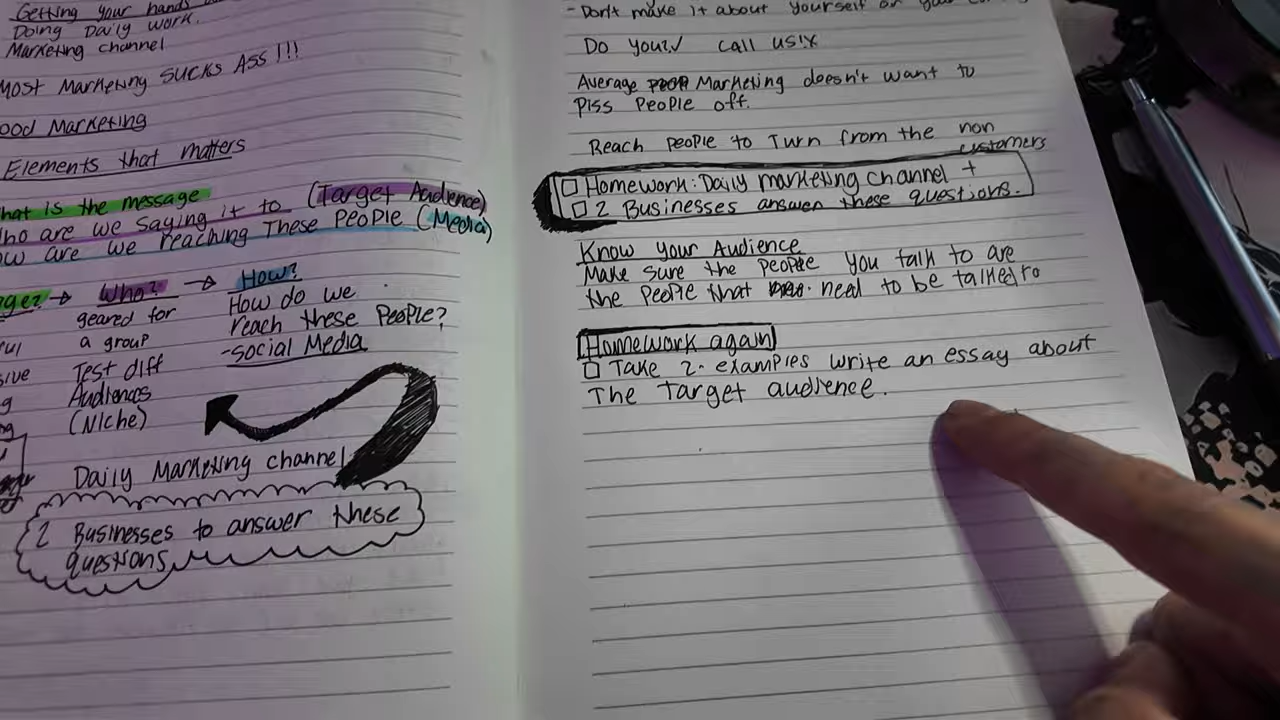 Getting your hands
Doing Daily work.
Marketing channel
Most Marketing SUCKS ASS !!!
ood Marketing
Elements that matters
hat is the message
ho are we saying it to (Target Audience)
ow are we reaching These People (Media)
age? → Who? → How?
geared for
a group
Test diff
Audiences
(Niche)
How do we
reach these People?
-social Media
Daily Marketing channel
2 Businesses to answer these
questions
- Don't make it about yourself or your
Do you?✓ call us!x
Average Marketing doesn't want to
Piss People off.
Reach people to Turn from the non
customers
Homework: Daily marketing channel +
2 Businesses answer these questions.
Know your Audience
Make sure the people you talk to are
the people that need to be talked to
Homework again
Take 2 examples write an essay about
The Target audience.